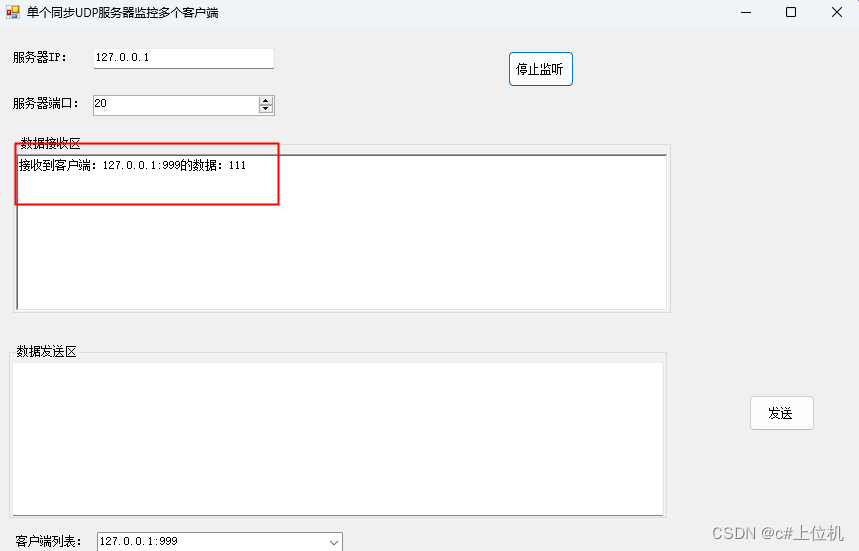 单个同步UDP服务器监控多个客户端
服务器IP： 127.0.0.1
停止监听
服务器端口： 20
数据接收区
接收到客户端：127.0.0.1:999的数据：111
数据发送区
发送
客户端列表： 127.0.0.1:999
CSDN @c#上位机